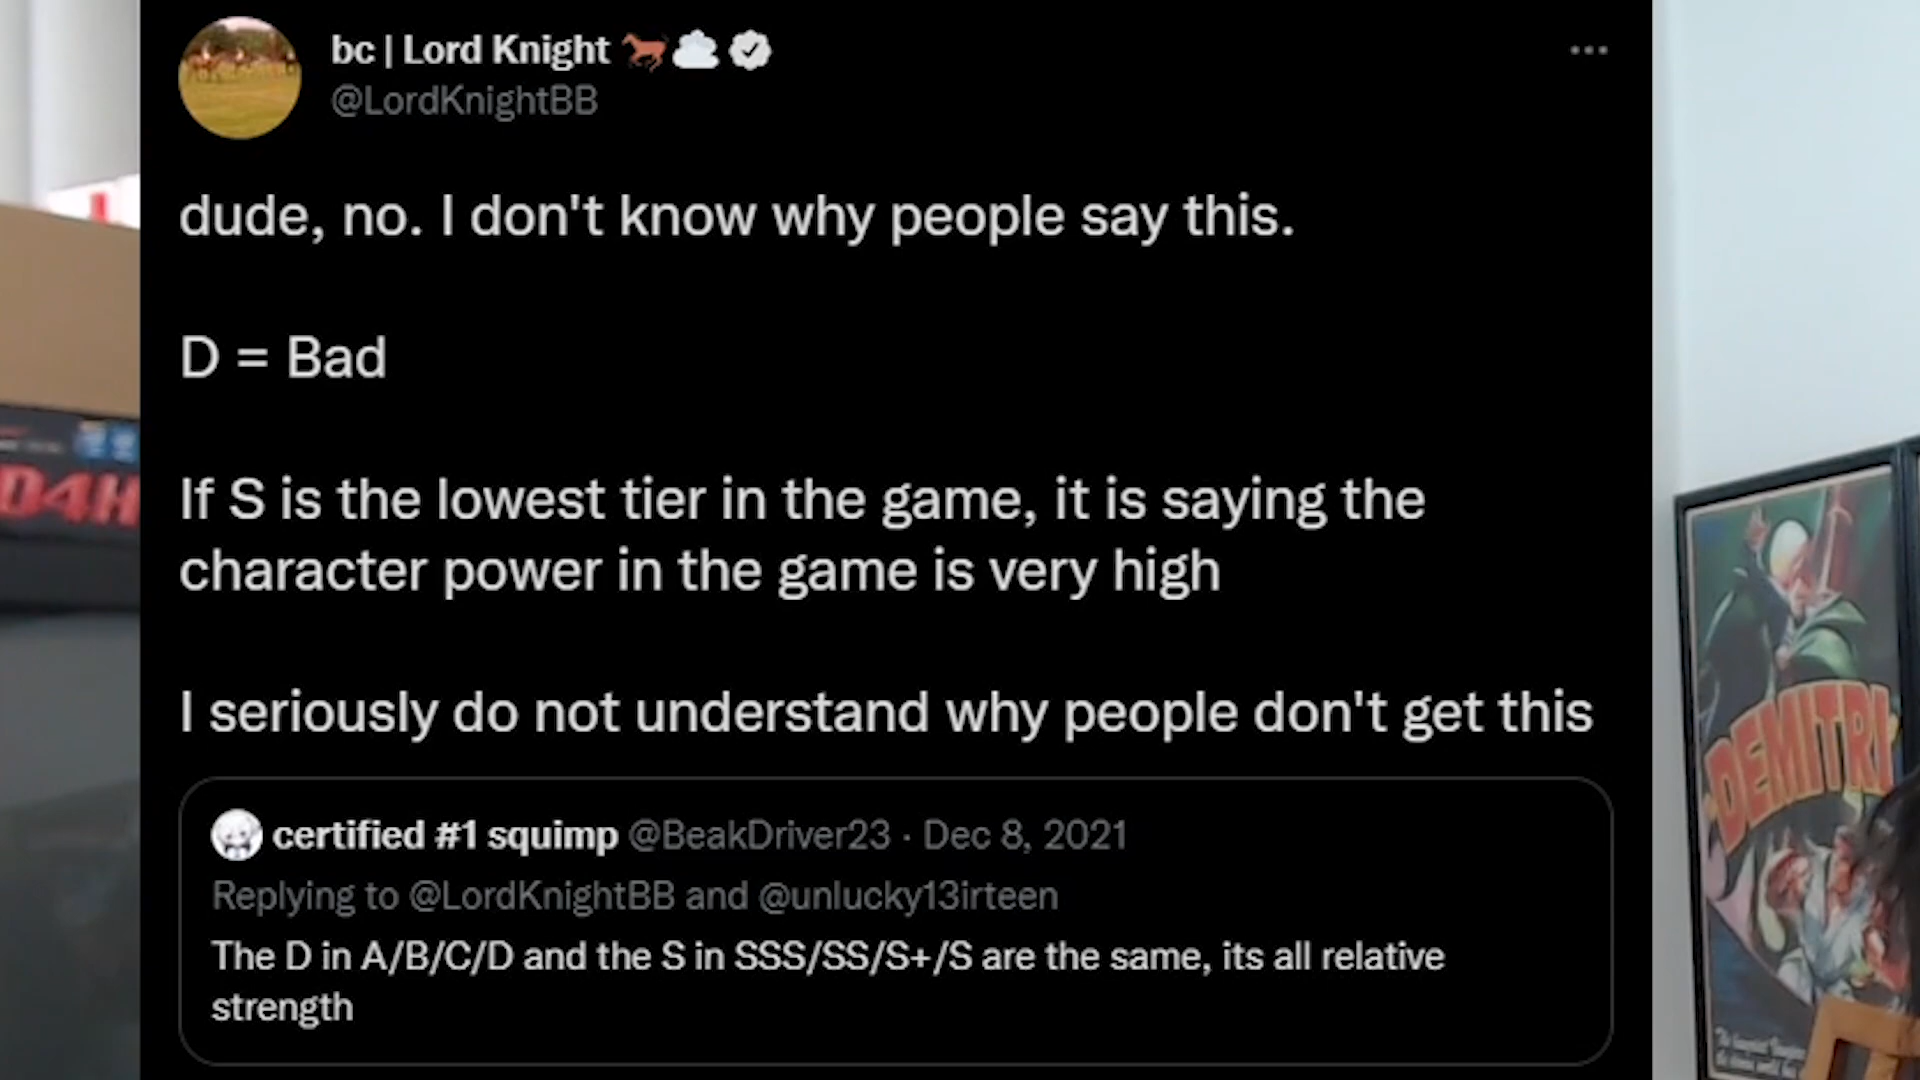 bc | Lord Knight
@LordKnightBB
dude, no. I don't know why people say this.
D = Bad
If S is the lowest tier in the game, it is saying the
character power in the game is very high
I seriously do not understand why people don't get this
certified #1 squimp @BeakDriver23 · Dec 8, 2021
Replying to @LordKnightBB and @unlucky13irteen
The D in A/B/C/D and the S in SSS/SS/S+/S are the same, its all relative
strength
D4H
DEMITRI